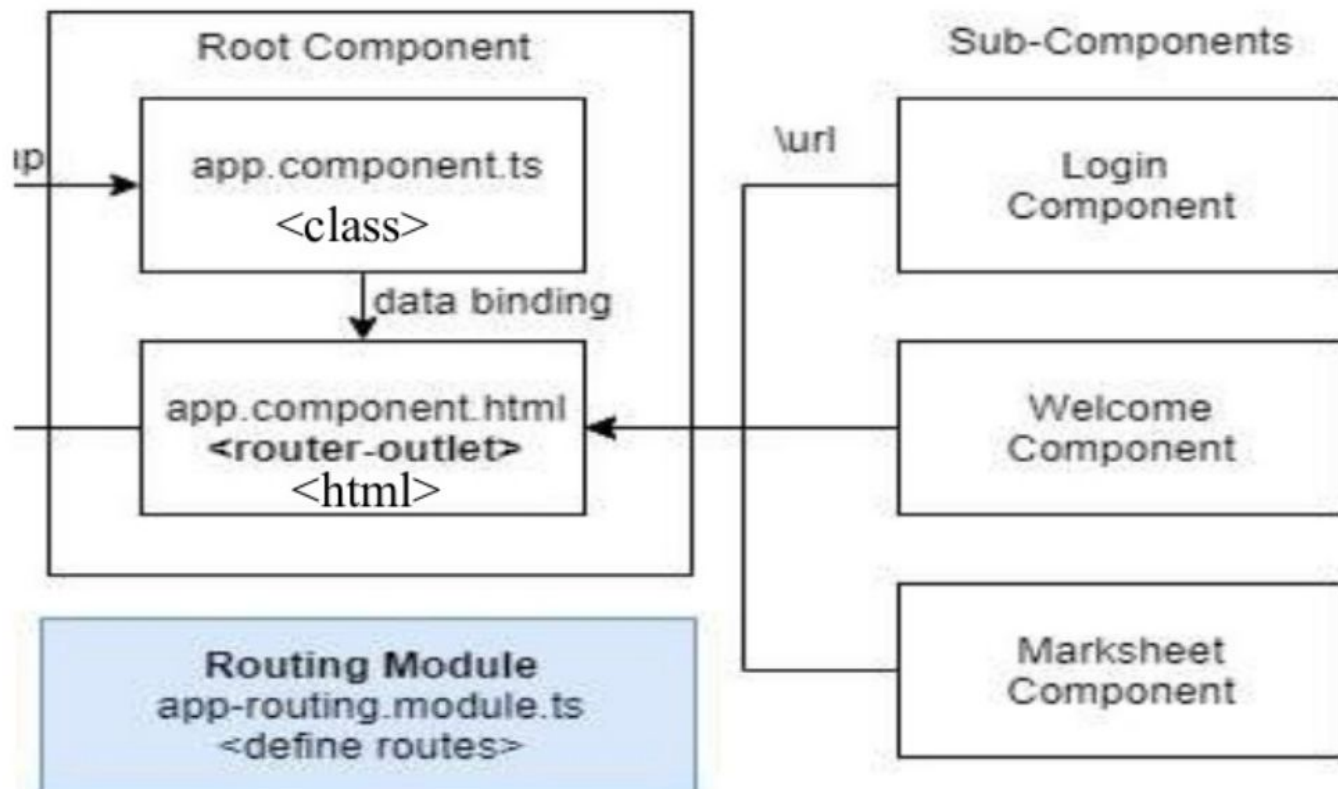 Root Component
app.component.ts
<class>
data binding
app.component.html
<router-outlet>
<html>
Routing Module
app-routing.module.ts
<define routes>
Sub-Components
\url
Login
Component
Welcome
Component
Marksheet
Component